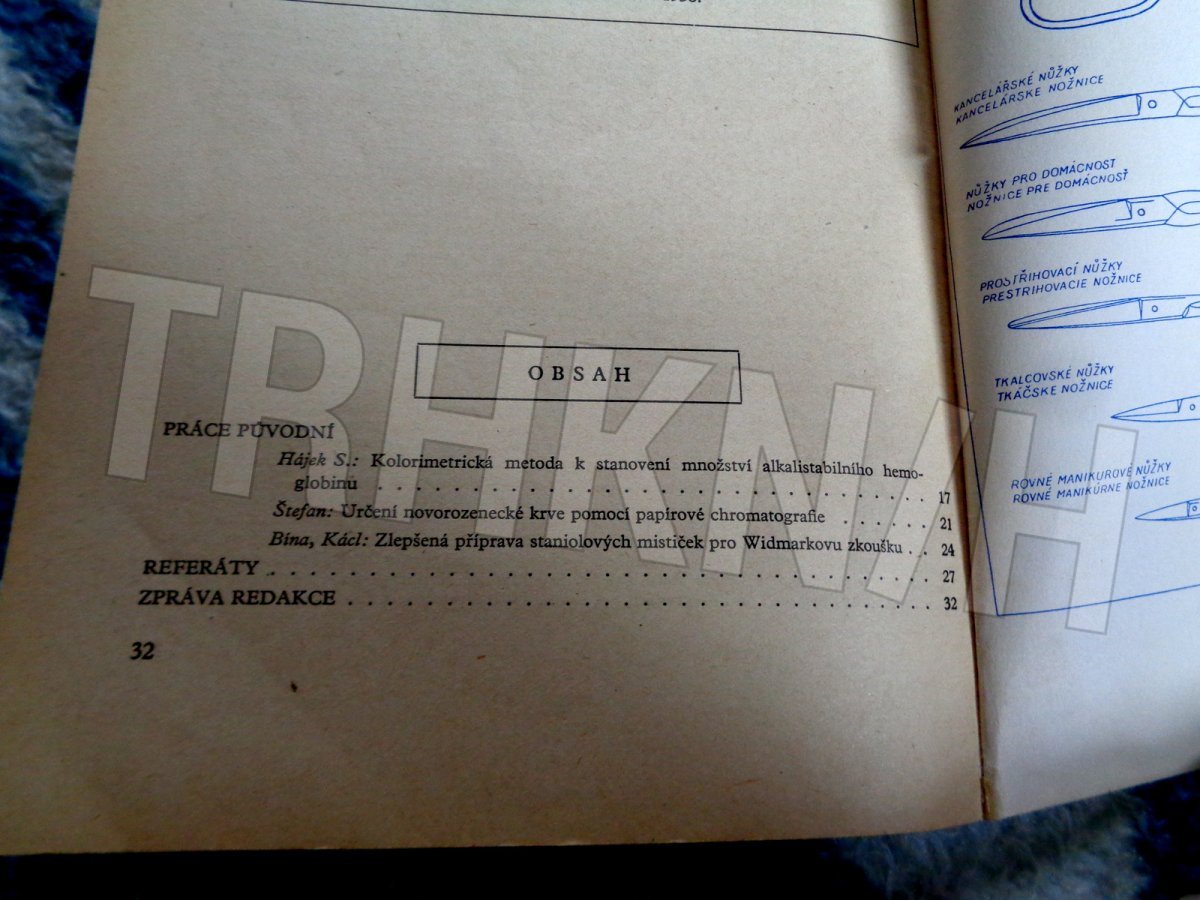 OBSAH
PRÁCE PŮVODNÍ
Hájek S.: Kolorimetrická metoda k stanovení množství alkalistabilního hemo-
globinu . . . . . . . . . . . . . . . . . . . . . . . . . . . . . . 17
Štefan: Určení novorozenecké krve pomocí papírové chromatografie . . . . . . 21
Bína, Kácl: Zlepšená příprava staniolových mističek pro Widmarkovu zkoušku . . 24
REFERÁTY . . . . . . . . . . . . . . . . . . . . . . . . . . . . . . 27
ZPRÁVA REDAKCE . . . . . . . . . . . . . . . . . . . . . . . . . . 32
32
KANCELÁŘSKÉ NŮŽKY
KANCELÁRSKE NOŽNICE
NŮŽKY PRO DOMÁCNOST
NOŽNICE PRE DOMÁCNOSŤ
PROSTŘIHOVACÍ NŮŽKY
PRESTRIHOVACIE NOŽNICE
TKALCOVSKÉ NŮŽKY
TKÁČSKE NOŽNICE
ROVNÉ MANIKUROVÉ NŮŽKY
ROVNÉ MANIKÚRNE NOŽNICE
TRHKNIH